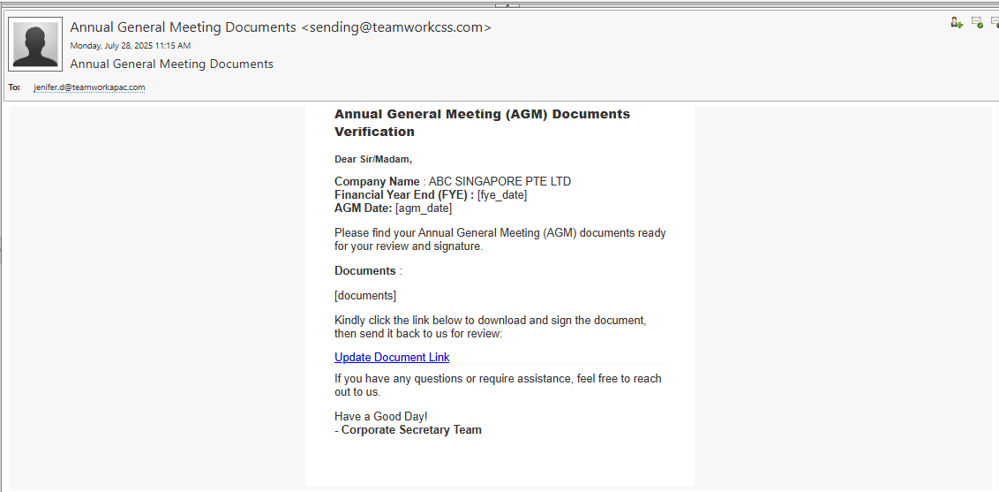 Annual General Meeting Documents <sending@teamworkcss.com>
Monday, July 28, 2025 11:15 AM
Annual General Meeting Documents
To: jenifer.d@teamworkapac.com
Annual General Meeting (AGM) Documents
Verification
Dear Sir/Madam,
Company Name : ABC SINGAPORE PTE LTD
Financial Year End (FYE) : [fye_date]
AGM Date: [agm_date]
Please find your Annual General Meeting (AGM) documents ready
for your review and signature.
Documents :
[documents]
Kindly click the link below to download and sign the document,
then send it back to us for review:
Update Document Link
If you have any questions or require assistance, feel free to reach
out to us.
Have a Good Day!
- Corporate Secretary Team